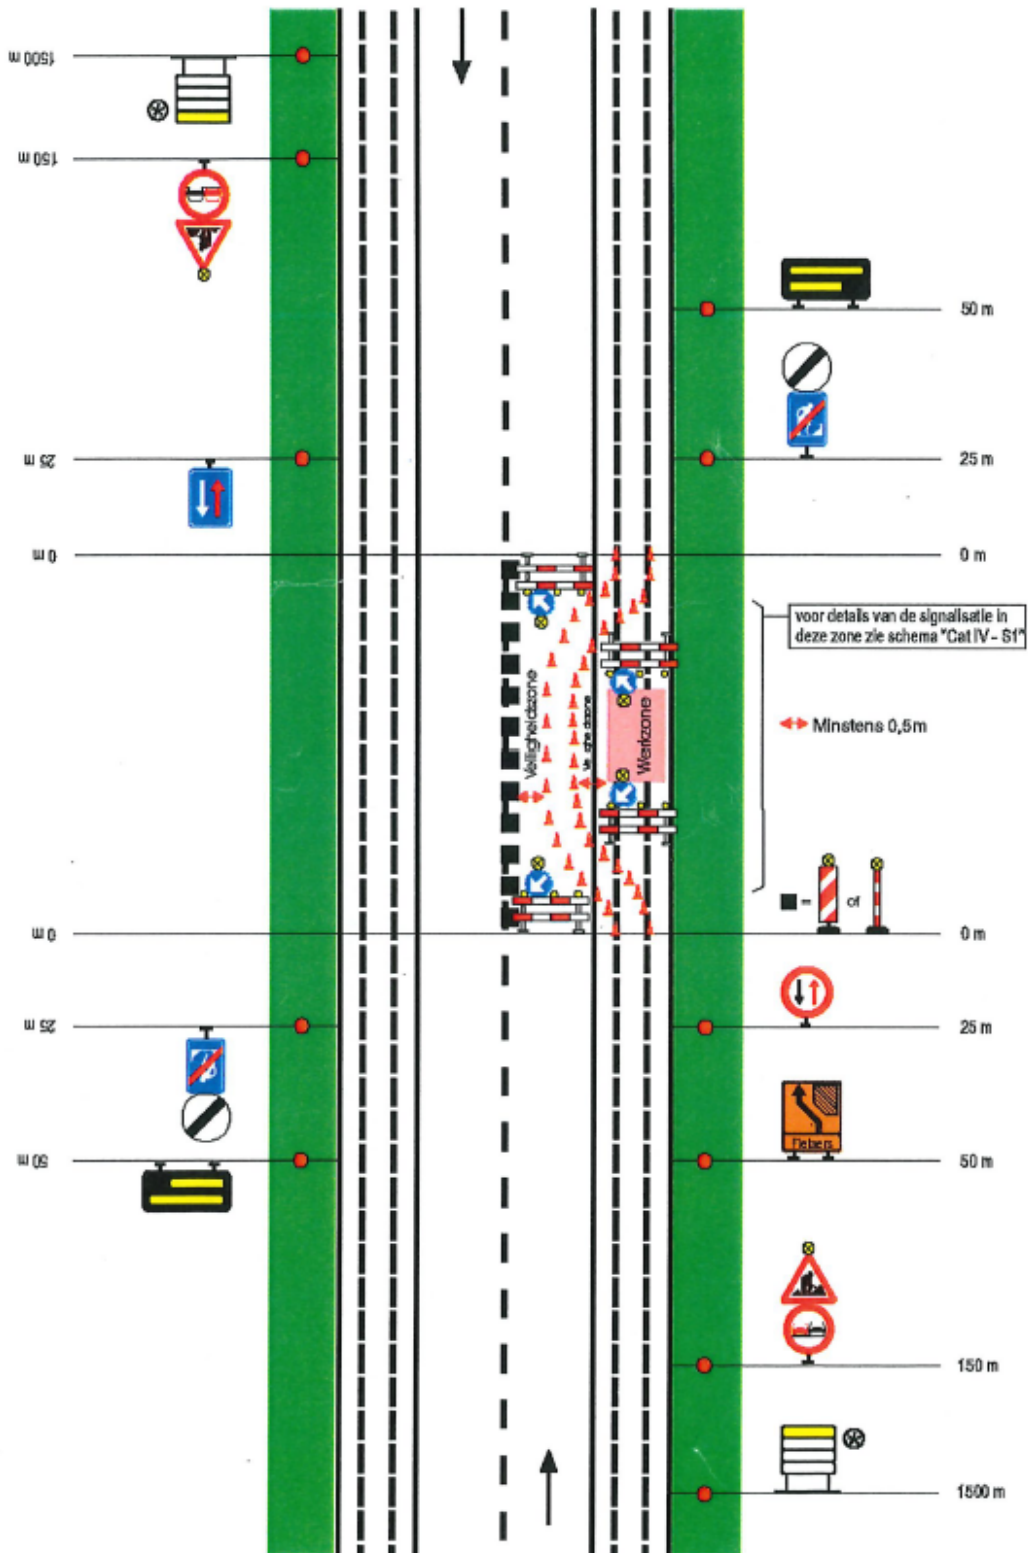 1500 m
150 m
50 m
25 m
25 m
0 m
0 m
voor details van de signalisatie in
deze zone zie schema "Cat IV - S1"
Veiligheidszone
Werkzone
Minstens 0,5m
= of
0 m
0 m
25 m
25 m
Fietsers
50 m
50 m
150 m
1500 m